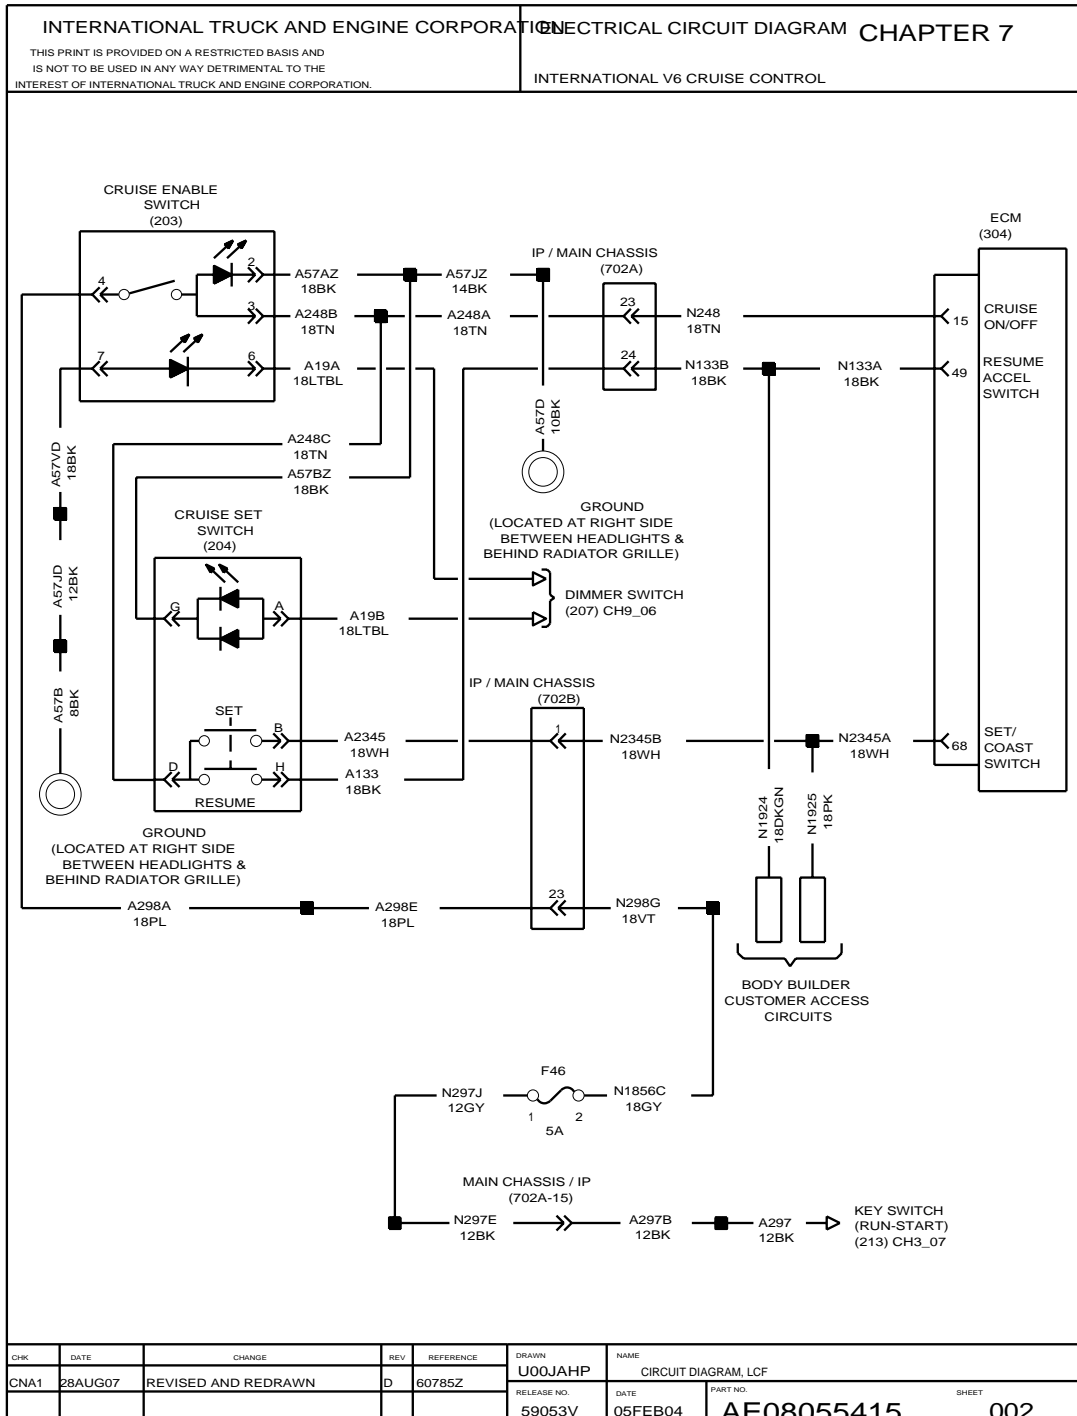 INTERNATIONAL TRUCK AND ENGINE CORPORATION
THIS PRINT IS PROVIDED ON A RESTRICTED BASIS AND
IS NOT TO BE USED IN ANY WAY DETRIMENTAL TO THE
INTEREST OF INTERNATIONAL TRUCK AND ENGINE CORPORATION.
ELECTRICAL CIRCUIT DIAGRAM CHAPTER 7
INTERNATIONAL V6 CRUISE CONTROL
CRUISE ENABLE
SWITCH
(203)
4
2
3
7
6
A57AZ
18BK
A57JZ
14BK
A248B
18TN
A248A
18TN
A19A
18LTBL
IP / MAIN CHASSIS
(702A)
23
24
N248
18TN
N133B
18BK
N133A
18BK
ECM
(304)
15
CRUISE
ON/OFF
49
RESUME
ACCEL
SWITCH
A57VD
18BK
A57JD
12BK
A57B
8BK
A248C
18TN
A57BZ
18BK
A57D
10BK
GROUND
(LOCATED AT RIGHT SIDE
BETWEEN HEADLIGHTS &
BEHIND RADIATOR GRILLE)
CRUISE SET
SWITCH
(204)
G
A
A19B
18LTBL
DIMMER SWITCH
(207) CH9_06
SET
B
D
H
RESUME
A2345
18WH
A133
18BK
IP / MAIN CHASSIS
(702B)
1
N2345B
18WH
N2345A
18WH
68
SET/
COAST
SWITCH
N1924
18DKGN
N1925
18PK
GROUND
(LOCATED AT RIGHT SIDE
BETWEEN HEADLIGHTS &
BEHIND RADIATOR GRILLE)
A298A
18PL
A298E
18PL
23
N298G
18VT
BODY BUILDER
CUSTOMER ACCESS
CIRCUITS
F46
N297J
12GY
1
2
5A
N1856C
18GY
MAIN CHASSIS / IP
(702A-15)
N297E
12BK
A297B
12BK
A297
12BK
KEY SWITCH
(RUN-START)
(213) CH3_07
CHK DATE CHANGE REV REFERENCE
CNA1 28AUG07 REVISED AND REDRAWN D 60785Z
DRAWN
U00JAHP
NAME
CIRCUIT DIAGRAM, LCF
RELEASE NO.
59053V
DATE
05FEB04
PART NO.
AE08055415
SHEET
002